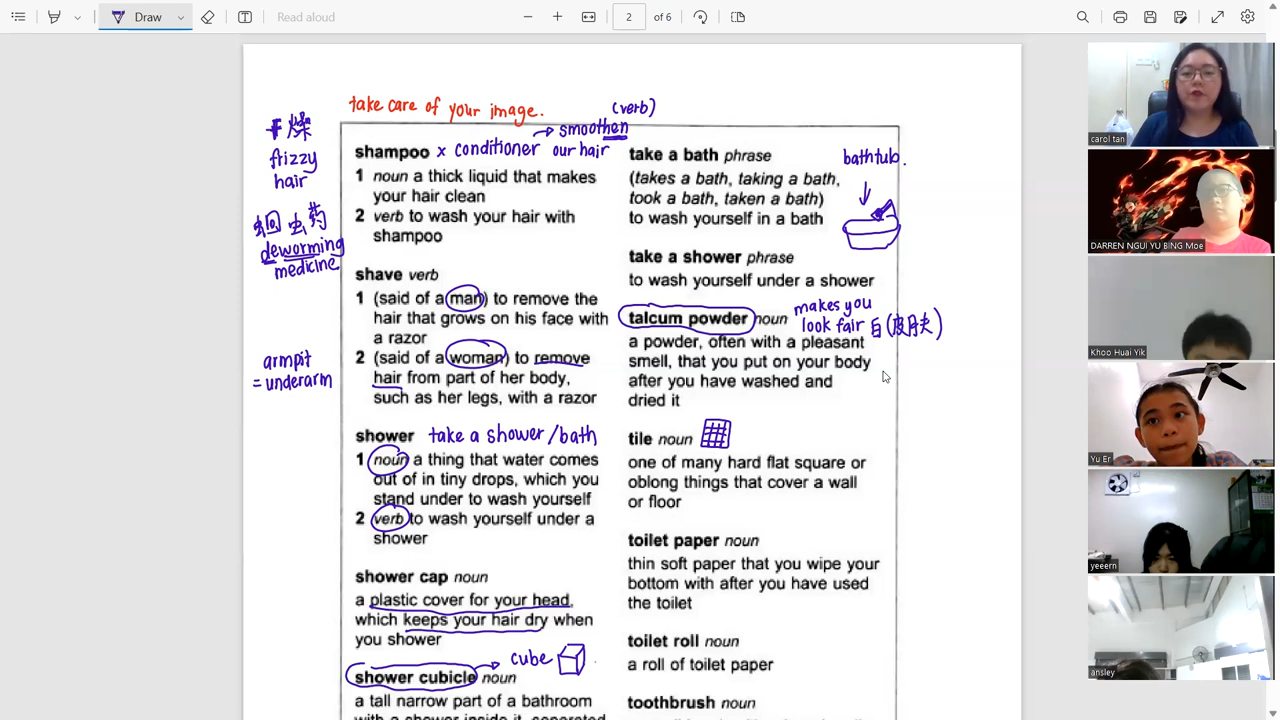 Draw
Read aloud
2
of 6
take care of your image.
(verb)
smoothen
干燥
frizzy
hair
蛔虫药
deworming
medicine
armpit
= underarm
shampoo x conditioner our hair
1 noun a thick liquid that makes
your hair clean
2 verb to wash your hair with
shampoo
shave verb
1 (said of a man) to remove the
hair that grows on his face with
a razor
2 (said of a woman) to remove
hair from part of her body,
such as her legs, with a razor
shower take a shower/bath
1 noun a thing that water comes
out of in tiny drops, which you
stand under to wash yourself
2 verb to wash yourself under a
shower
shower cap noun
a plastic cover for your head,
which keeps your hair dry when
you shower
shower cubicle noun
cube
a tall narrow part of a bathroom
with a shower inside it, separated
take a bath phrase
(takes a bath, taking a bath,
took a bath, taken a bath)
to wash yourself in a bath
bathtub.
take a shower phrase
to wash yourself under a shower
talcum powder noun
makes you
look fair 白(皮肤)
a powder, often with a pleasant
smell, that you put on your body
after you have washed and
dried it
tile noun
one of many hard flat square or
oblong things that cover a wall
or floor
toilet paper noun
thin soft paper that you wipe your
bottom with after you have used
the toilet
toilet roll noun
a roll of toilet paper
toothbrush noun
carol tan
DARREN NGUI YU BING Moe
Khoo Huai Yik
Yu Er
yeeern
ansley